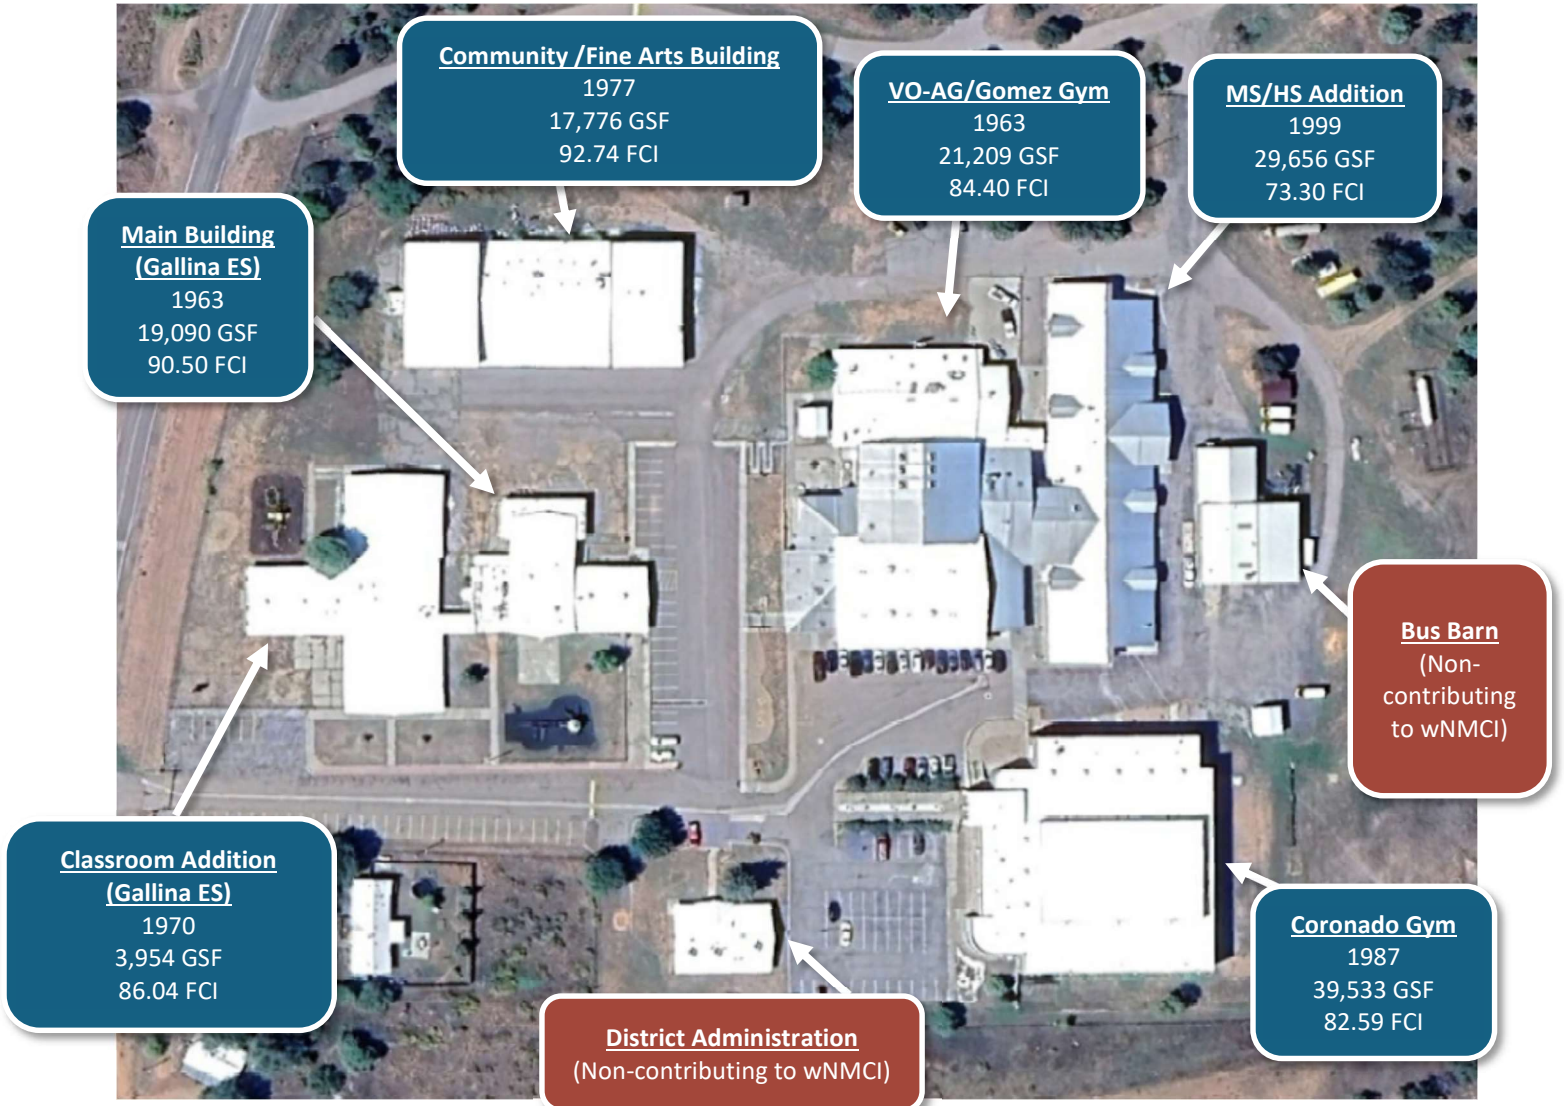 Community /Fine Arts Building
1977
17,776 GSF
92.74 FCI
VO-AG/Gomez Gym
1963
21,209 GSF
84.40 FCI
MS/HS Addition
1999
29,656 GSF
73.30 FCI
Main Building
(Gallina ES)
1963
19,090 GSF
90.50 FCI
Bus Barn
(Non-
contributing
to wNMCI)
Classroom Addition
(Gallina ES)
1970
3,954 GSF
86.04 FCI
Coronado Gym
1987
39,533 GSF
82.59 FCI
District Administration
(Non-contributing to wNMCI)